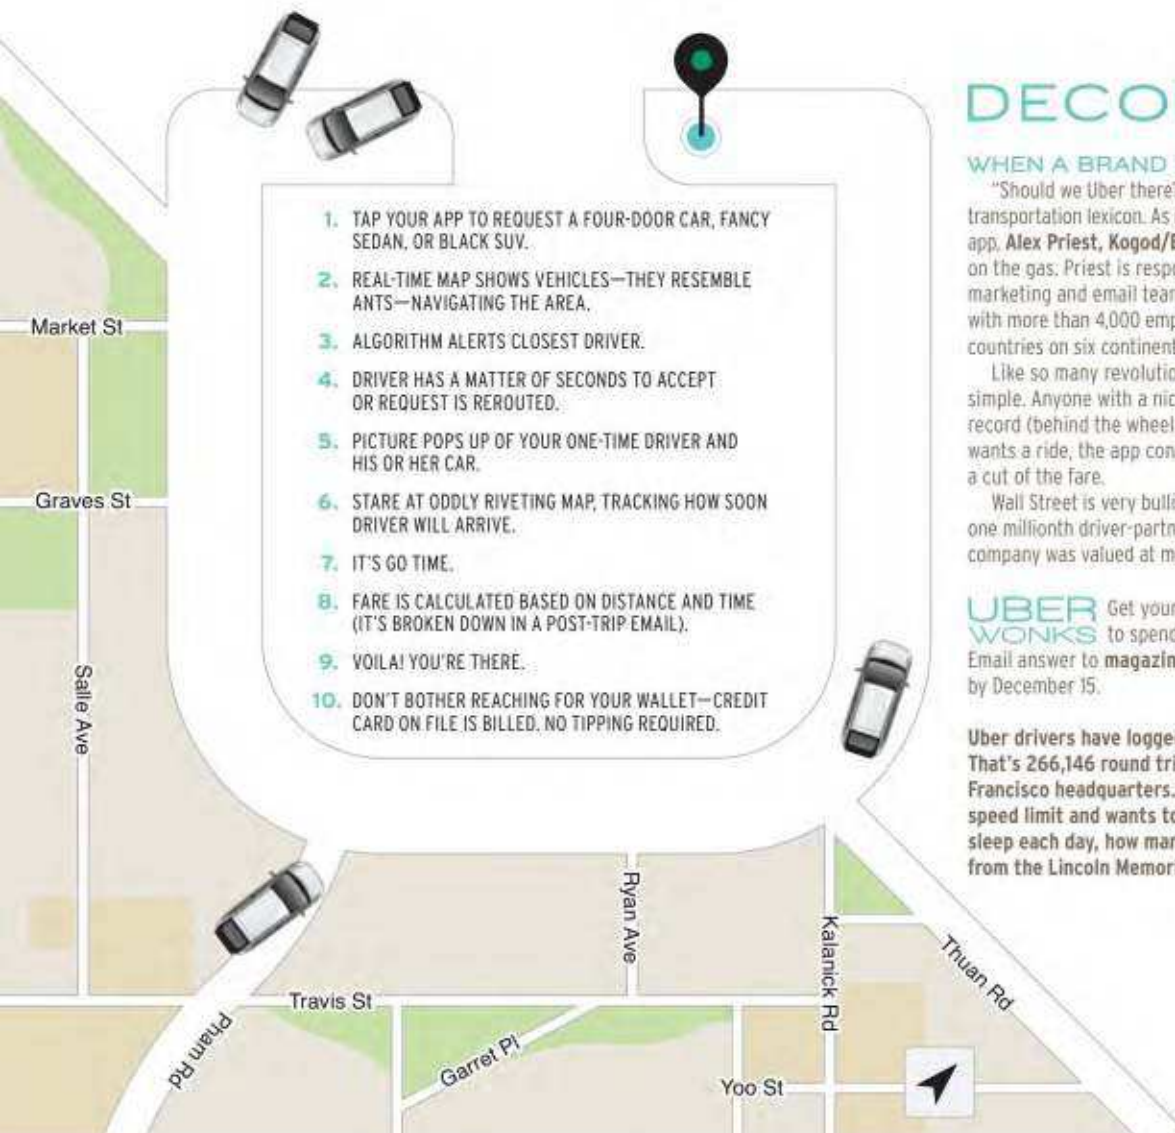 1. TAP YOUR APP TO REQUEST A FOUR-DOOR CAR, FANCY
SEDAN, OR BLACK SUV.
2. REAL-TIME MAP SHOWS VEHICLES—THEY RESEMBLE
ANTS—NAVIGATING THE AREA.
3. ALGORITHM ALERTS CLOSEST DRIVER.
4. DRIVER HAS A MATTER OF SECONDS TO ACCEPT
OR REQUEST IS REROUTED.
5. PICTURE POPS UP OF YOUR ONE-TIME DRIVER AND
HIS OR HER CAR.
6. STARE AT ODDLY RIVETING MAP, TRACKING HOW SOON
DRIVER WILL ARRIVE.
7. IT'S GO TIME.
8. FARE IS CALCULATED BASED ON DISTANCE AND TIME
(IT'S BROKEN DOWN IN A POST-TRIP EMAIL).
9. VOILA! YOU'RE THERE.
10. DON'T BOTHER REACHING FOR YOUR WALLET—CREDIT
CARD ON FILE IS BILLED. NO TIPPING REQUIRED.
Market St
Graves St
Salle Ave
Travis St
Pham Rd
Garret Pl
Ryan Ave
Kalanick Rd
Thuan Rd
Yoo St
DECO
WHEN A BRAND
"Should we Uber there
transportation lexicon. As
app, Alex Priest, Kogod/
on the gas. Priest is resp
marketing and email tea
with more than 4,000 emp
countries on six continent
Like so many revolutio
simple. Anyone with a nic
record (behind the wheel
wants a ride, the app con
a cut of the fare.
Wall Street is very bulli
one millionth driver-partn
company was valued at m
UBER WONKS Get your
to spend
Email answer to magazin
by December 15.
Uber drivers have logge
That's 266,146 round tri
Francisco headquarters.
speed limit and wants to
sleep each day, how man
from the Lincoln Memor